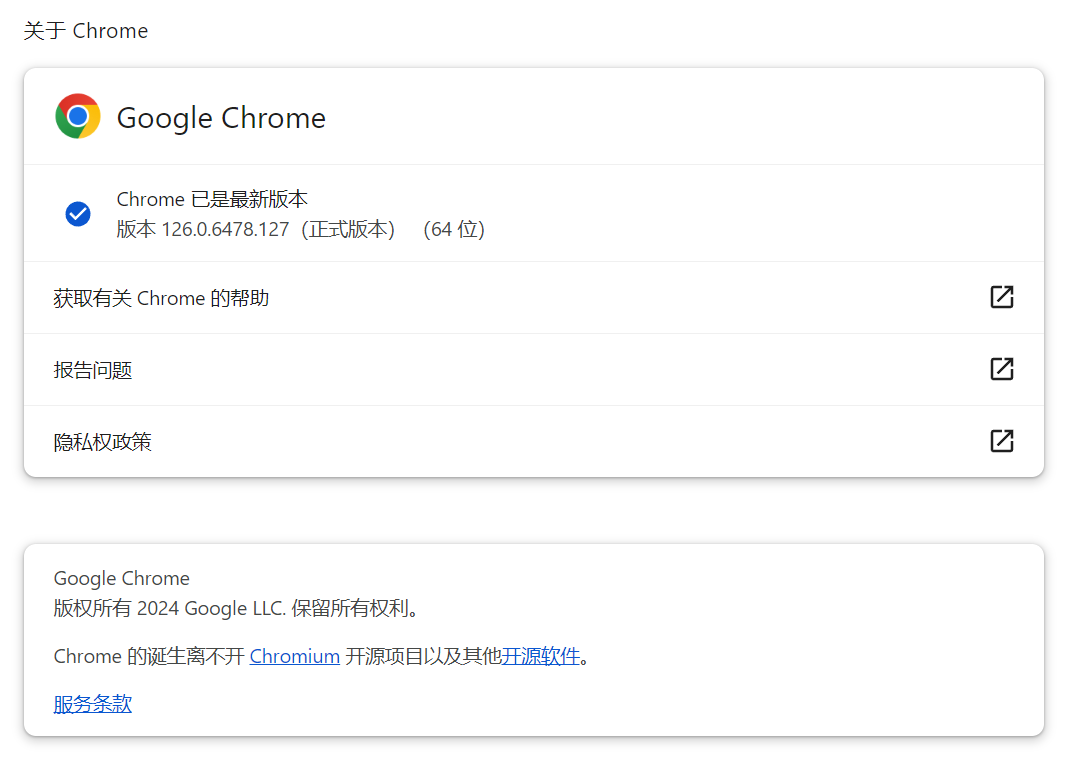 关于 Chrome
Google Chrome
Chrome 已是最新版本
版本 126.0.6478.127（正式版本） （64 位）
获取有关 Chrome 的帮助
报告问题
隐私权政策
Google Chrome
版权所有 2024 Google LLC. 保留所有权利。
Chrome 的诞生离不开 Chromium 开源项目以及其他开源软件。
服务条款